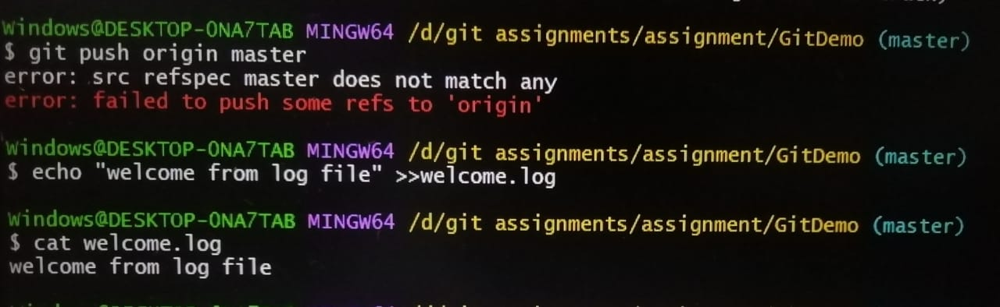 Windows@DESKTOP-0NA7TAB MINGW64 /d/git assignments/assignment/GitDemo (master)
$ git push origin master
error: src refspec master does not match any
error: failed to push some refs to 'origin'
Windows@DESKTOP-0NA7TAB MINGW64 /d/git assignments/assignment/GitDemo (master)
$ echo "welcome from log file" >>welcome.log
Windows@DESKTOP-0NA7TAB MINGW64 /d/git assignments/assignment/GitDemo (master)
$ cat welcome.log
welcome from log file